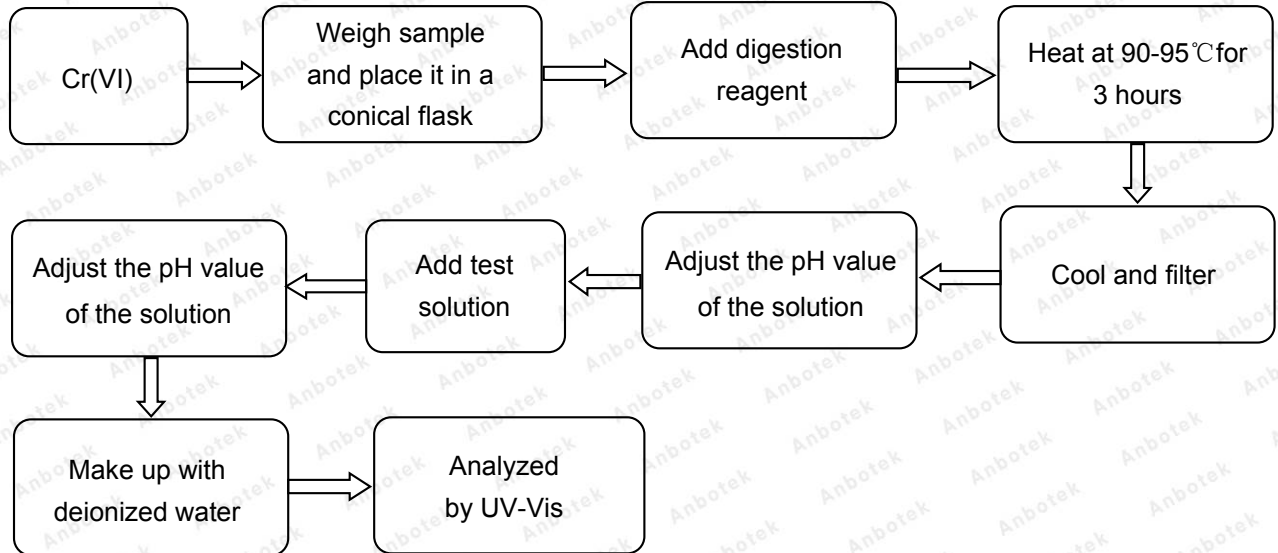 Cr(VI)
Weigh sample
and place it in a
conical flask
Add digestion
reagent
Heat at 90-95℃ for
3 hours
Cool and filter
Adjust the pH value
of the solution
Add test
solution
Adjust the pH value
of the solution
Make up with
deionized water
Analyzed
by UV-Vis
Anbotek